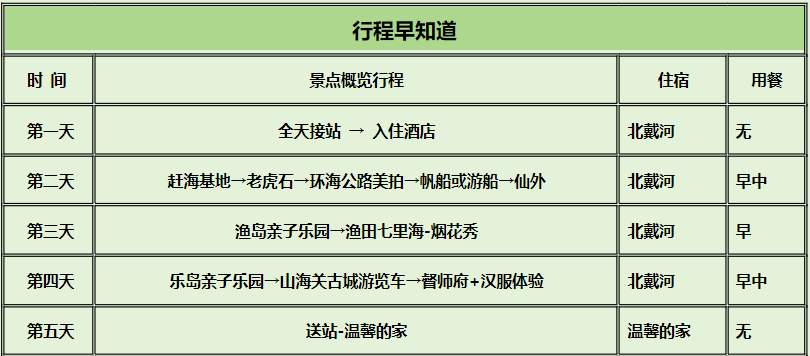 行程早知道
时 间 景点概览行程 住宿 用餐
第一天 全天接站 → 入住酒店 北戴河 无
第二天 赶海基地→老虎石→环海公路美拍→帆船或游船→仙外 北戴河 早中
第三天 渔岛亲子乐园→渔田七里海-烟花秀 北戴河 早
第四天 乐岛亲子乐园→山海关古城游览车→督师府+汉服体验 北戴河 早中
第五天 送站-温馨的家 温馨的家 无